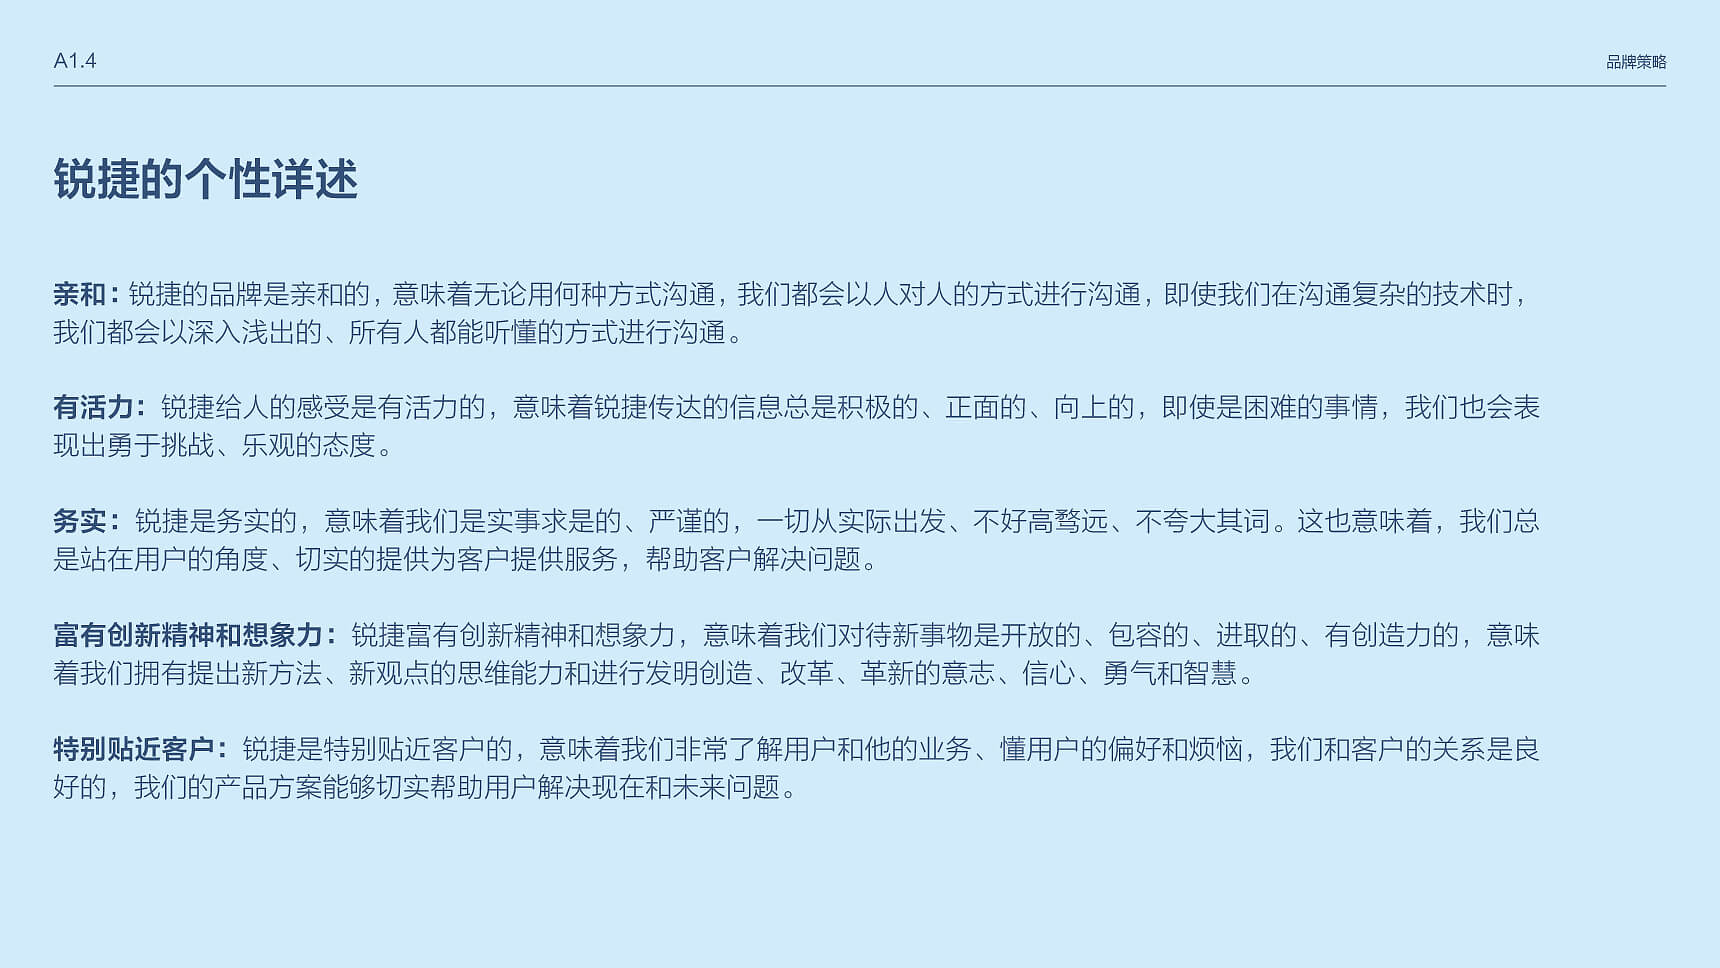 A1.4
品牌策略
锐捷的个性详述
亲和：锐捷的品牌是亲和的，意味着无论用何种方式沟通，我们都会以人对人的方式进行沟通，即使我们在沟通复杂的技术时，
我们都会以深入浅出的、所有人都能听懂的方式进行沟通。
有活力：锐捷给人的感受是有活力的，意味着锐捷传达的信息总是积极的、正面的、向上的，即使是困难的事情，我们也会表
现出勇于挑战、乐观的态度。
务实：锐捷是务实的，意味着我们是实事求是的、严谨的，一切从实际出发、不好高骛远、不夸大其词。这也意味着，我们总
是站在用户的角度、切实的提供为客户提供服务，帮助客户解决问题。
富有创新精神和想象力：锐捷富有创新精神和想象力，意味着我们对待新事物是开放的、包容的、进取的、有创造力的，意味
着我们拥有提出新方法、新观点的思维能力和进行发明创造、改革、革新的意志、信心、勇气和智慧。
特别贴近客户：锐捷是特别贴近客户的，意味着我们非常了解用户和他的业务、懂用户的偏好和烦恼，我们和客户的关系是良
好的，我们的产品方案能够切实帮助用户解决现在和未来问题。